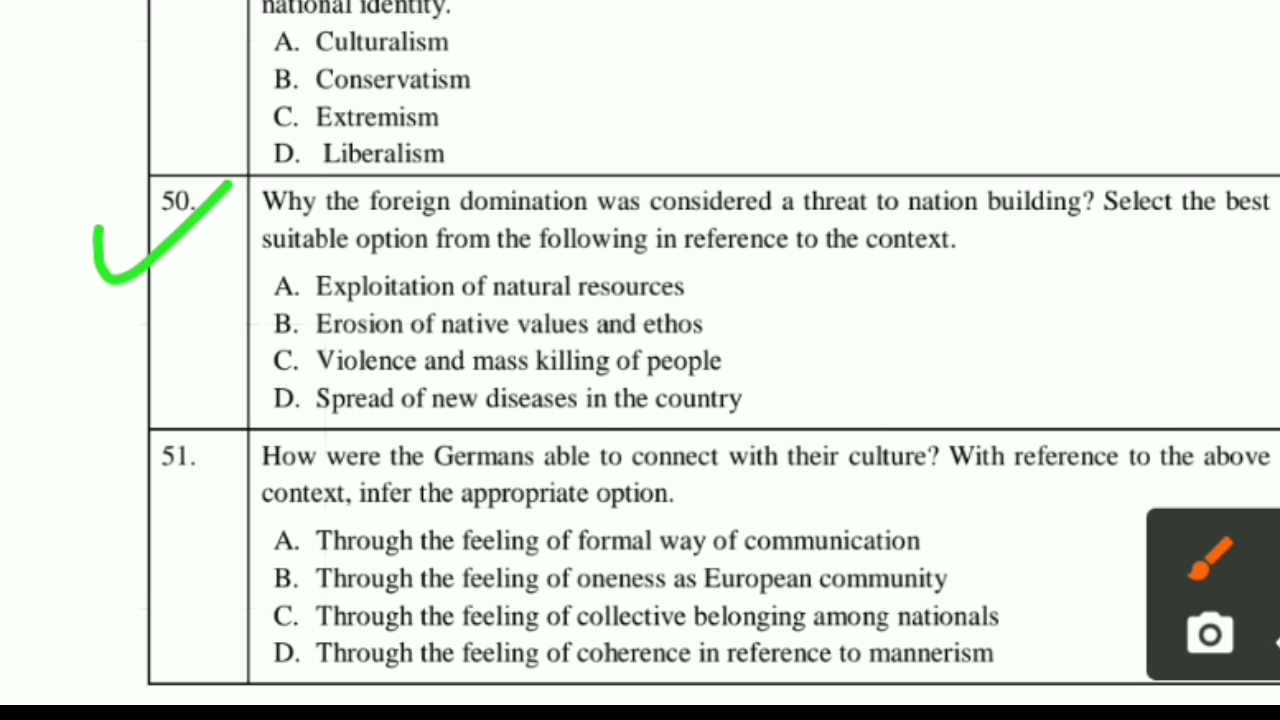 national identity.
A. Culturalism
B. Conservatism
C. Extremism
D. Liberalism
50. Why the foreign domination was considered a threat to nation building? Select the best
suitable option from the following in reference to the context.
A. Exploitation of natural resources
B. Erosion of native values and ethos
C. Violence and mass killing of people
D. Spread of new diseases in the country
51. How were the Germans able to connect with their culture? With reference to the above
context, infer the appropriate option.
A. Through the feeling of formal way of communication
B. Through the feeling of oneness as European community
C. Through the feeling of collective belonging among nationals
D. Through the feeling of coherence in reference to mannerism